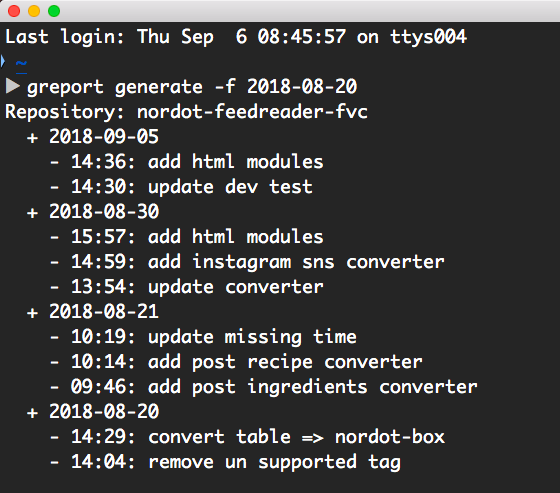 Last login: Thu Sep  6 08:45:57 on ttys004
~
greport generate -f 2018-08-20
Repository: nordot-feedreader-fvc
  + 2018-09-05
    - 14:36: add html modules
    - 14:30: update dev test
  + 2018-08-30
    - 15:57: add html modules
    - 14:59: add instagram sns converter
    - 13:54: update converter
  + 2018-08-21
    - 10:19: update missing time
    - 10:14: add post recipe converter
    - 09:46: add post ingredients converter
  + 2018-08-20
    - 14:29: convert table => nordot-box
    - 14:04: remove un supported tag